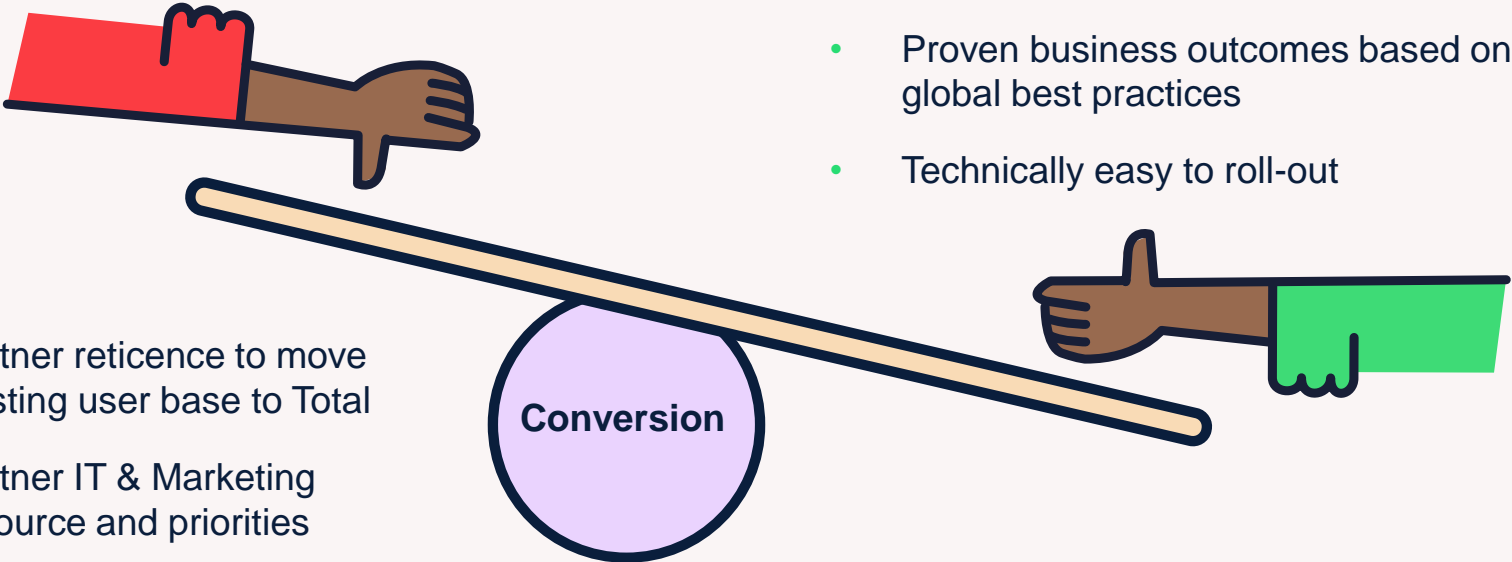 • Proven business outcomes based on
global best practices
• Technically easy to roll-out
tner reticence to move
sting user base to Total
tner IT & Marketing
ource and priorities
Conversion